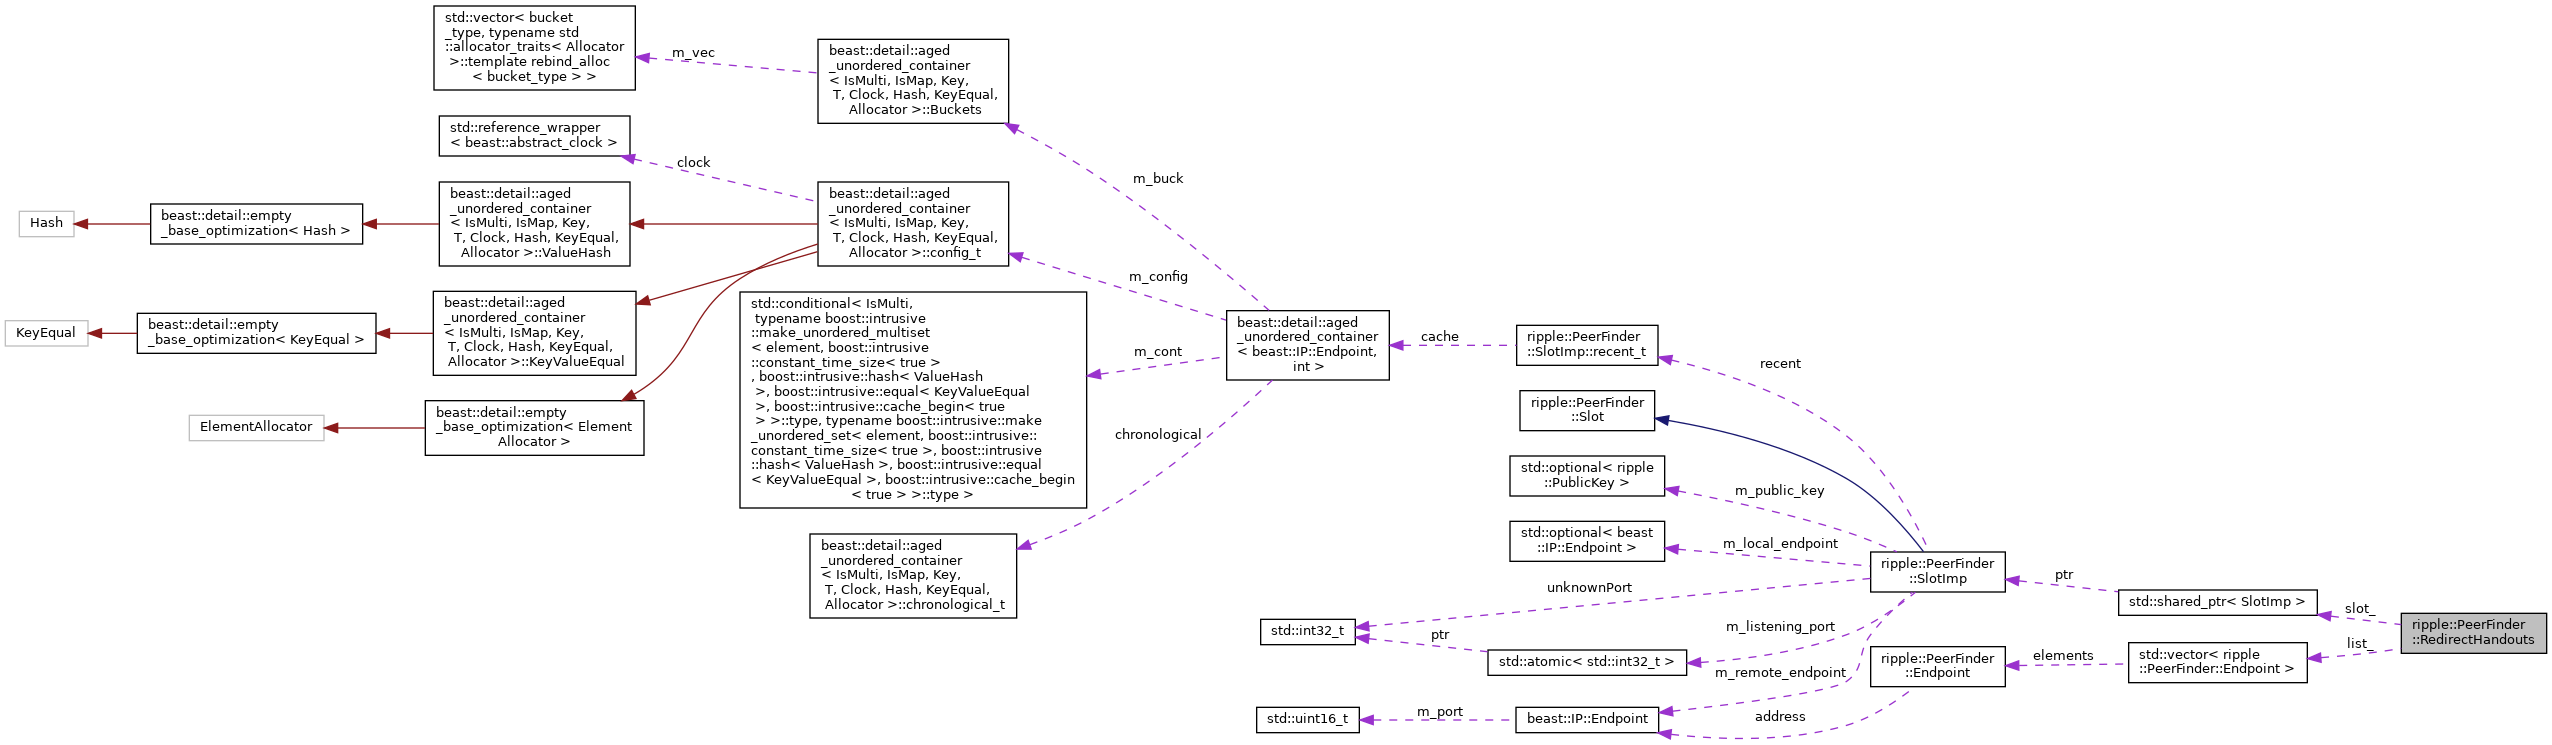 std::vector< bucket
_type, typename std
::allocator_traits< Allocator
>::template rebind_alloc
< bucket_type > >
m_vec
beast::detail::aged
_unordered_container
< IsMulti, IsMap, Key,
T, Clock, Hash, KeyEqual,
Allocator >::Buckets
std::reference_wrapper
< beast::abstract_clock >
clock
m_buck
Hash
beast::detail::empty
_base_optimization< Hash >
beast::detail::aged
_unordered_container
< IsMulti, IsMap, Key,
T, Clock, Hash, KeyEqual,
Allocator >::ValueHash
beast::detail::aged
_unordered_container
< IsMulti, IsMap, Key,
T, Clock, Hash, KeyEqual,
Allocator >::config_t
m_config
KeyEqual
beast::detail::empty
_base_optimization< KeyEqual >
beast::detail::aged
_unordered_container
< IsMulti, IsMap, Key,
T, Clock, Hash, KeyEqual,
Allocator >::KeyValueEqual
std::conditional< IsMulti,
typename boost::intrusive
::make_unordered_multiset
< element, boost::intrusive
::constant_time_size< true >
, boost::intrusive::hash< ValueHash
>, boost::intrusive::equal< KeyValueEqual
>, boost::intrusive::cache_begin< true
> >::type, typename boost::intrusive::make
_unordered_set< element, boost::intrusive::
constant_time_size< true >, boost::intrusive
::hash< ValueHash >, boost::intrusive::equal
< KeyValueEqual >, boost::intrusive::cache_begin
< true > >::type >
m_cont
beast::detail::aged
_unordered_container
< beast::IP::Endpoint,
int >
cache
ripple::PeerFinder
::SlotImp::recent_t
recent
ElementAllocator
beast::detail::empty
_base_optimization< Element
Allocator >
chronological
ripple::PeerFinder
::Slot
std::optional< ripple
::PublicKey >
m_public_key
beast::detail::aged
_unordered_container
< IsMulti, IsMap, Key,
T, Clock, Hash, KeyEqual,
Allocator >::chronological_t
std::optional< beast
::IP::Endpoint >
m_local_endpoint
ripple::PeerFinder
::SlotImp
ptr
std::shared_ptr< SlotImp >
slot_
unknownPort
std::int32_t
ptr
m_listening_port
std::atomic< std::int32_t >
ripple::PeerFinder
::RedirectHandouts
list_
std::vector< ripple
::PeerFinder::Endpoint >
elements
ripple::PeerFinder
::Endpoint
m_remote_endpoint
std::uint16_t
m_port
beast::IP::Endpoint
address